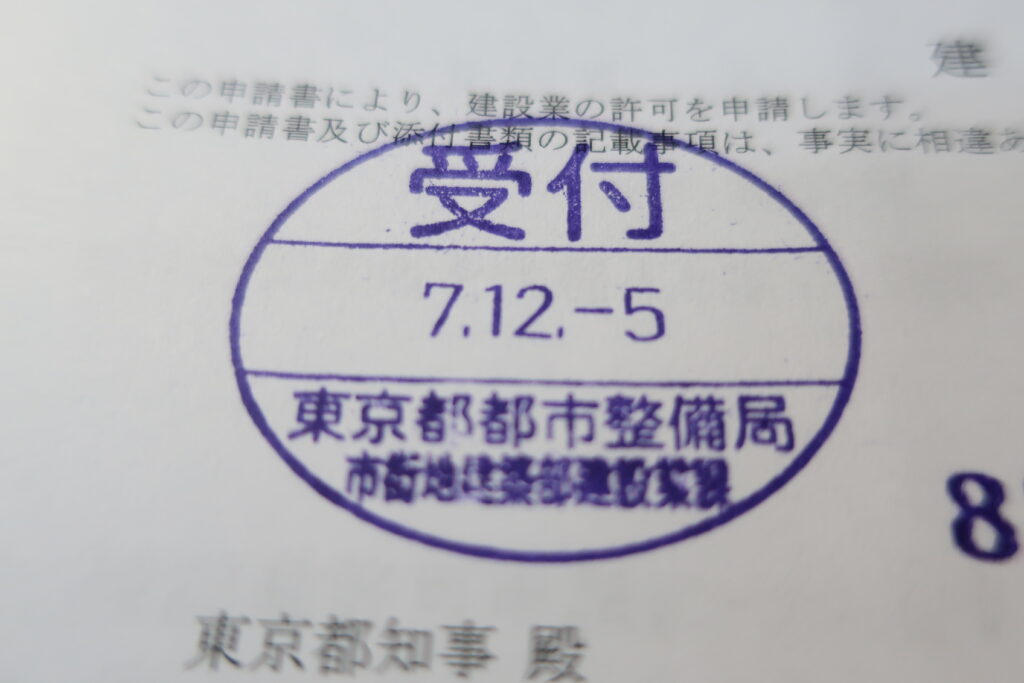 建
この申請書により、建設業の許可を申請します。
この申請書及び添付書類の記載事項は、事実に相違あ
受付
7.12.-5
東京都都市整備局
市街地建築部建設業課
8
東京都知事 殿